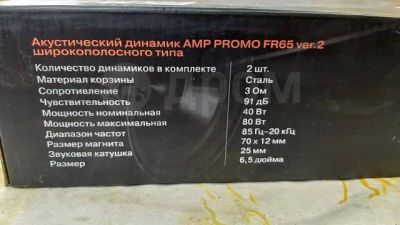 Акустический динамик AMP PROMO FR65 ver.2
широкополосного типа
Количество динамиков в комплекте 2 шт.
Материал корзины Сталь
Сопротивление 3 Ом
Чувствительность 91 дБ
Мощность номинальная 40 Вт
Мощность максимальная 80 Вт
Диапазон частот 85 Гц–20 кГц
Размер магнита 70 x 12 мм
Звуковая катушка 25 мм
Размер 6,5 дюйма